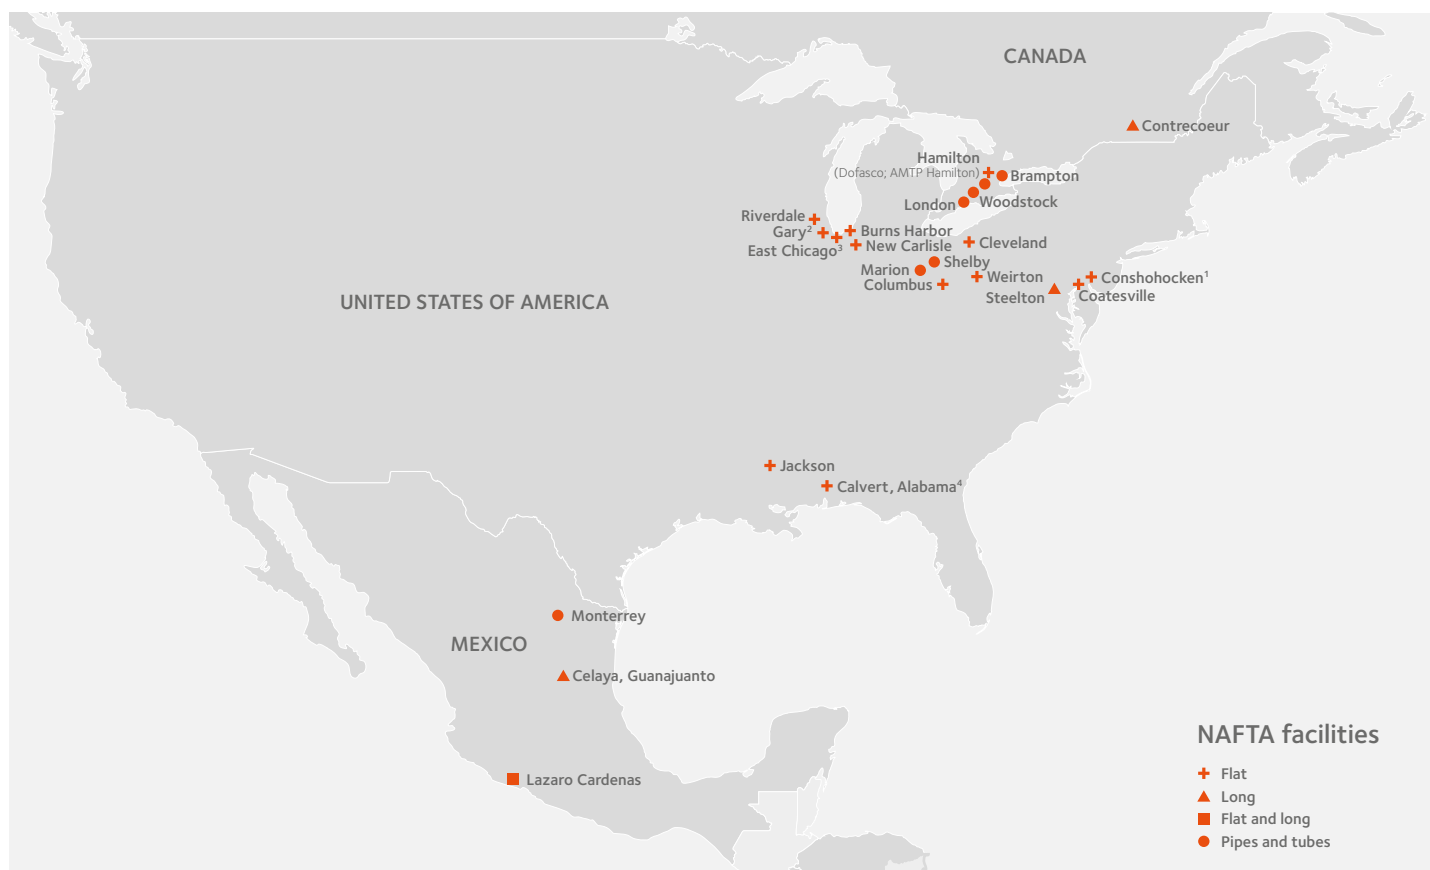 CANADA
Contrecoeur
Hamilton
(Dofasco; AMTP Hamilton)
Brampton
Woodstock
London
Riverdale
Gary²
East Chicago³
Burns Harbor
New Carlisle
Cleveland
Shelby
Marion
Columbus
Weirton
Steelton
Conshohocken¹
Coatesville
UNITED STATES OF AMERICA
Jackson
Calvert, Alabama⁴
Monterrey
MEXICO
Celaya, Guanajuanto
Lazaro Cardenas
NAFTA facilities
Flat
Long
Flat and long
Pipes and tubes